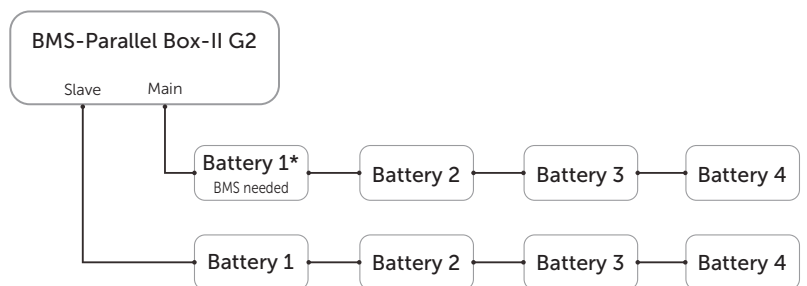 BMS-Parallel Box-II G2
Slave Main
Battery 1* Battery 2 Battery 3 Battery 4
BMS needed
Battery 1 Battery 2 Battery 3 Battery 4